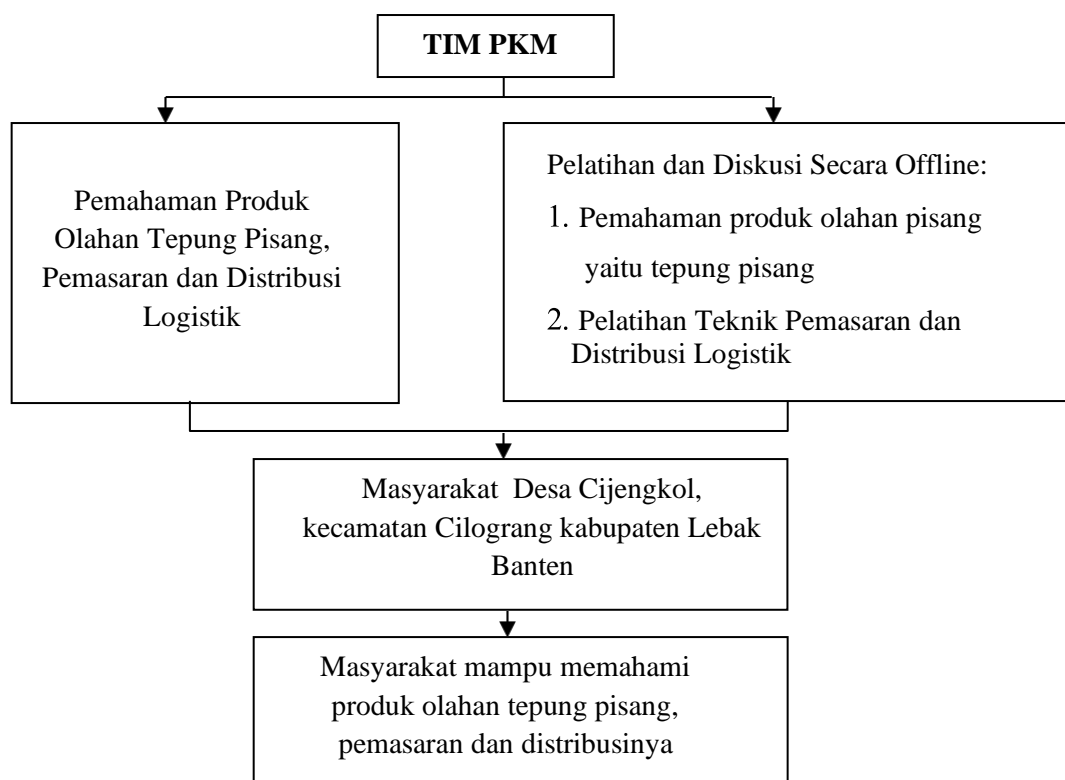 TIM PKM
Pemahaman Produk
Olahan Tepung Pisang,
Pemasaran dan Distribusi
Logistik
Pelatihan dan Diskusi Secara Offline:
1. Pemahaman produk olahan pisang
yaitu tepung pisang
2. Pelatihan Teknik Pemasaran dan
Distribusi Logistik
Masyarakat Desa Cijengkol,
kecamatan Cilograng kabupaten Lebak
Banten
Masyarakat mampu memahami
produk olahan tepung pisang,
pemasaran dan distribusinya